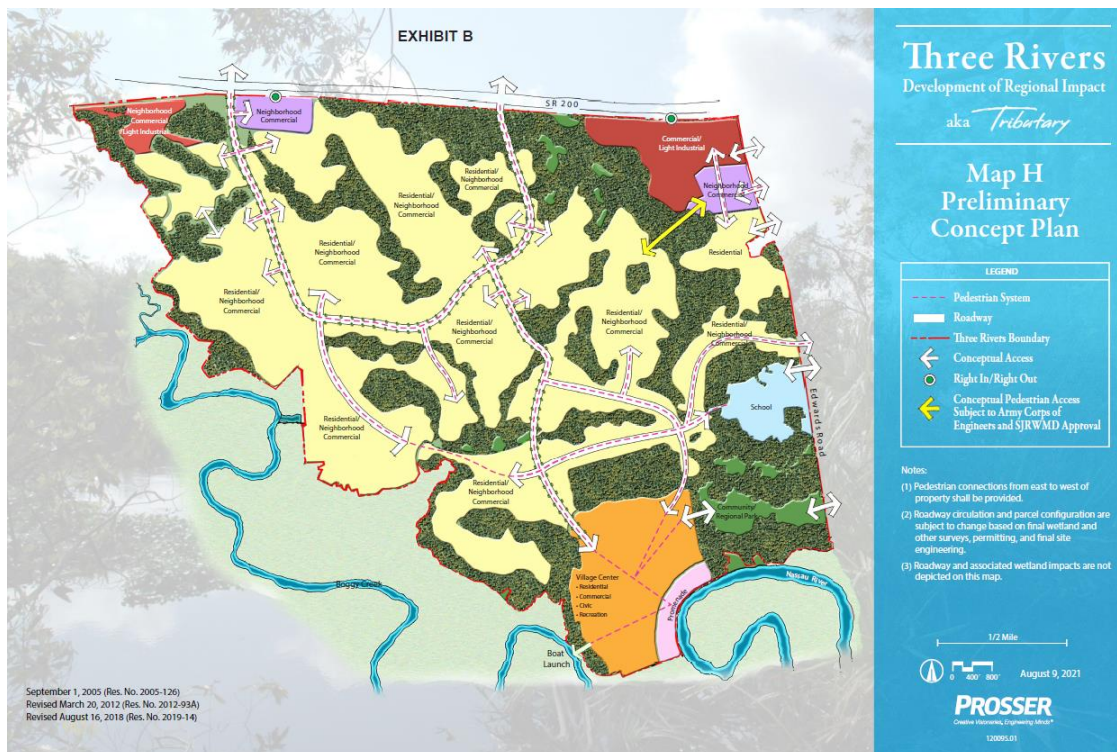 EXHIBIT B
SR 200
Neighborhood
Commercial
/Light Industrial
Neighborhood
Commercial
Commercial/
Light Industrial
Neighborhood
Commercial
Residential/
Neighborhood
Commercial
Residential/
Neighborhood
Commercial
Residential/
Neighborhood
Commercial
Residential
Residential/
Neighborhood
Commercial
Residential/
Neighborhood
Commercial
Residential/
Neighborhood
Commercial
Residential/
Neighborhood
Commercial
School
Edwards Road
Residential/
Neighborhood
Commercial
Residential/
Neighborhood
Commercial
Community/
Regional Park
Village Center
- Residential
- Commercial
- Civic
- Recreation
Promenade
Nassau River
Boggy Creek
Boat
Launch
September 1, 2005 (Res. No. 2005-126)
Revised March 20, 2012 (Res. No. 2012-93A)
Revised August 16, 2018 (Res. No. 2019-14)
Three Rivers
Development of Regional Impact
aka Tributary
Map H
Preliminary
Concept Plan
LEGEND
Pedestrian System
Roadway
Three Rivers Boundary
Conceptual Access
Right In/Right Out
Conceptual Pedestrian Access
Subject to Army Corps of
Engineers and SJRWMD Approval
Notes:
(1) Pedestrian connections from east to west of
property shall be provided.
(2) Roadway circulation and parcel configuration are
subject to change based on final wetland and
other surveys, permitting, and final site
engineering.
(3) Roadway and associated wetland impacts are not
depicted on this map.
1/2 Mile
0 400' 800'
August 9, 2021
PROSSER
Creative Visionaries, Engineering Minds®
120095.01